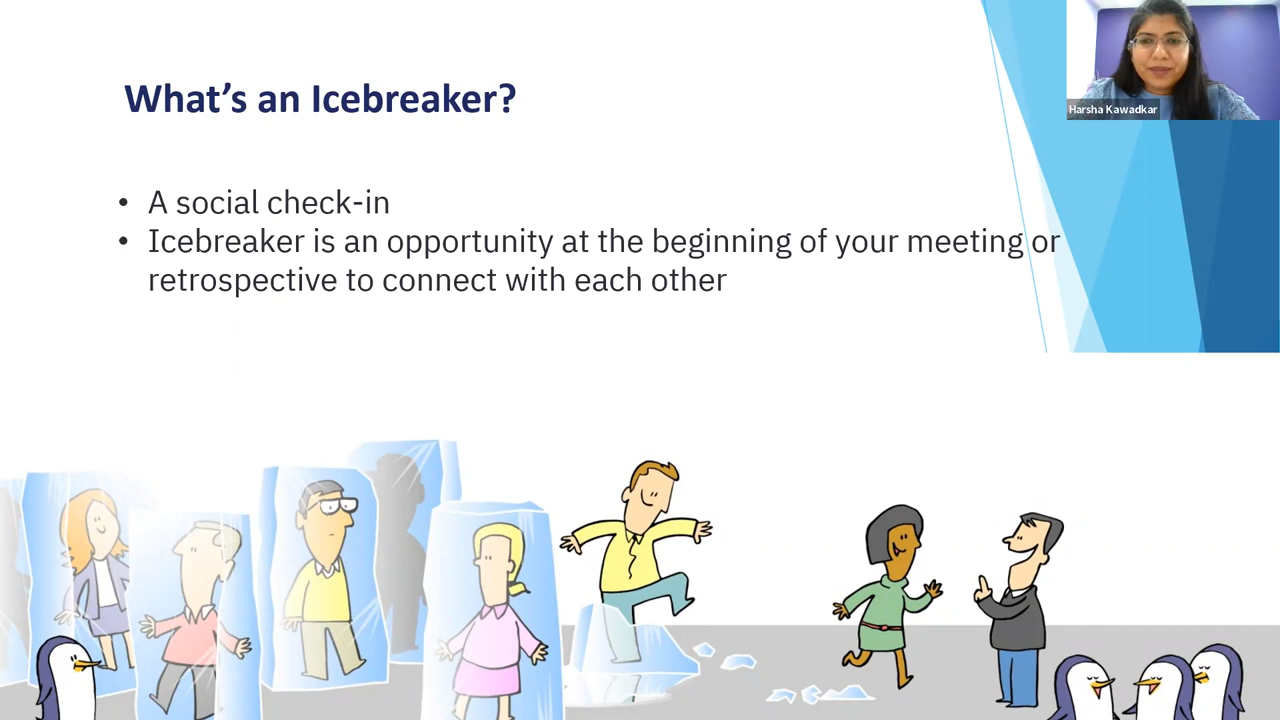 What's an Icebreaker?
Harsha Kawadkar
• A social check-in
• Icebreaker is an opportunity at the beginning of your meeting or
retrospective to connect with each other